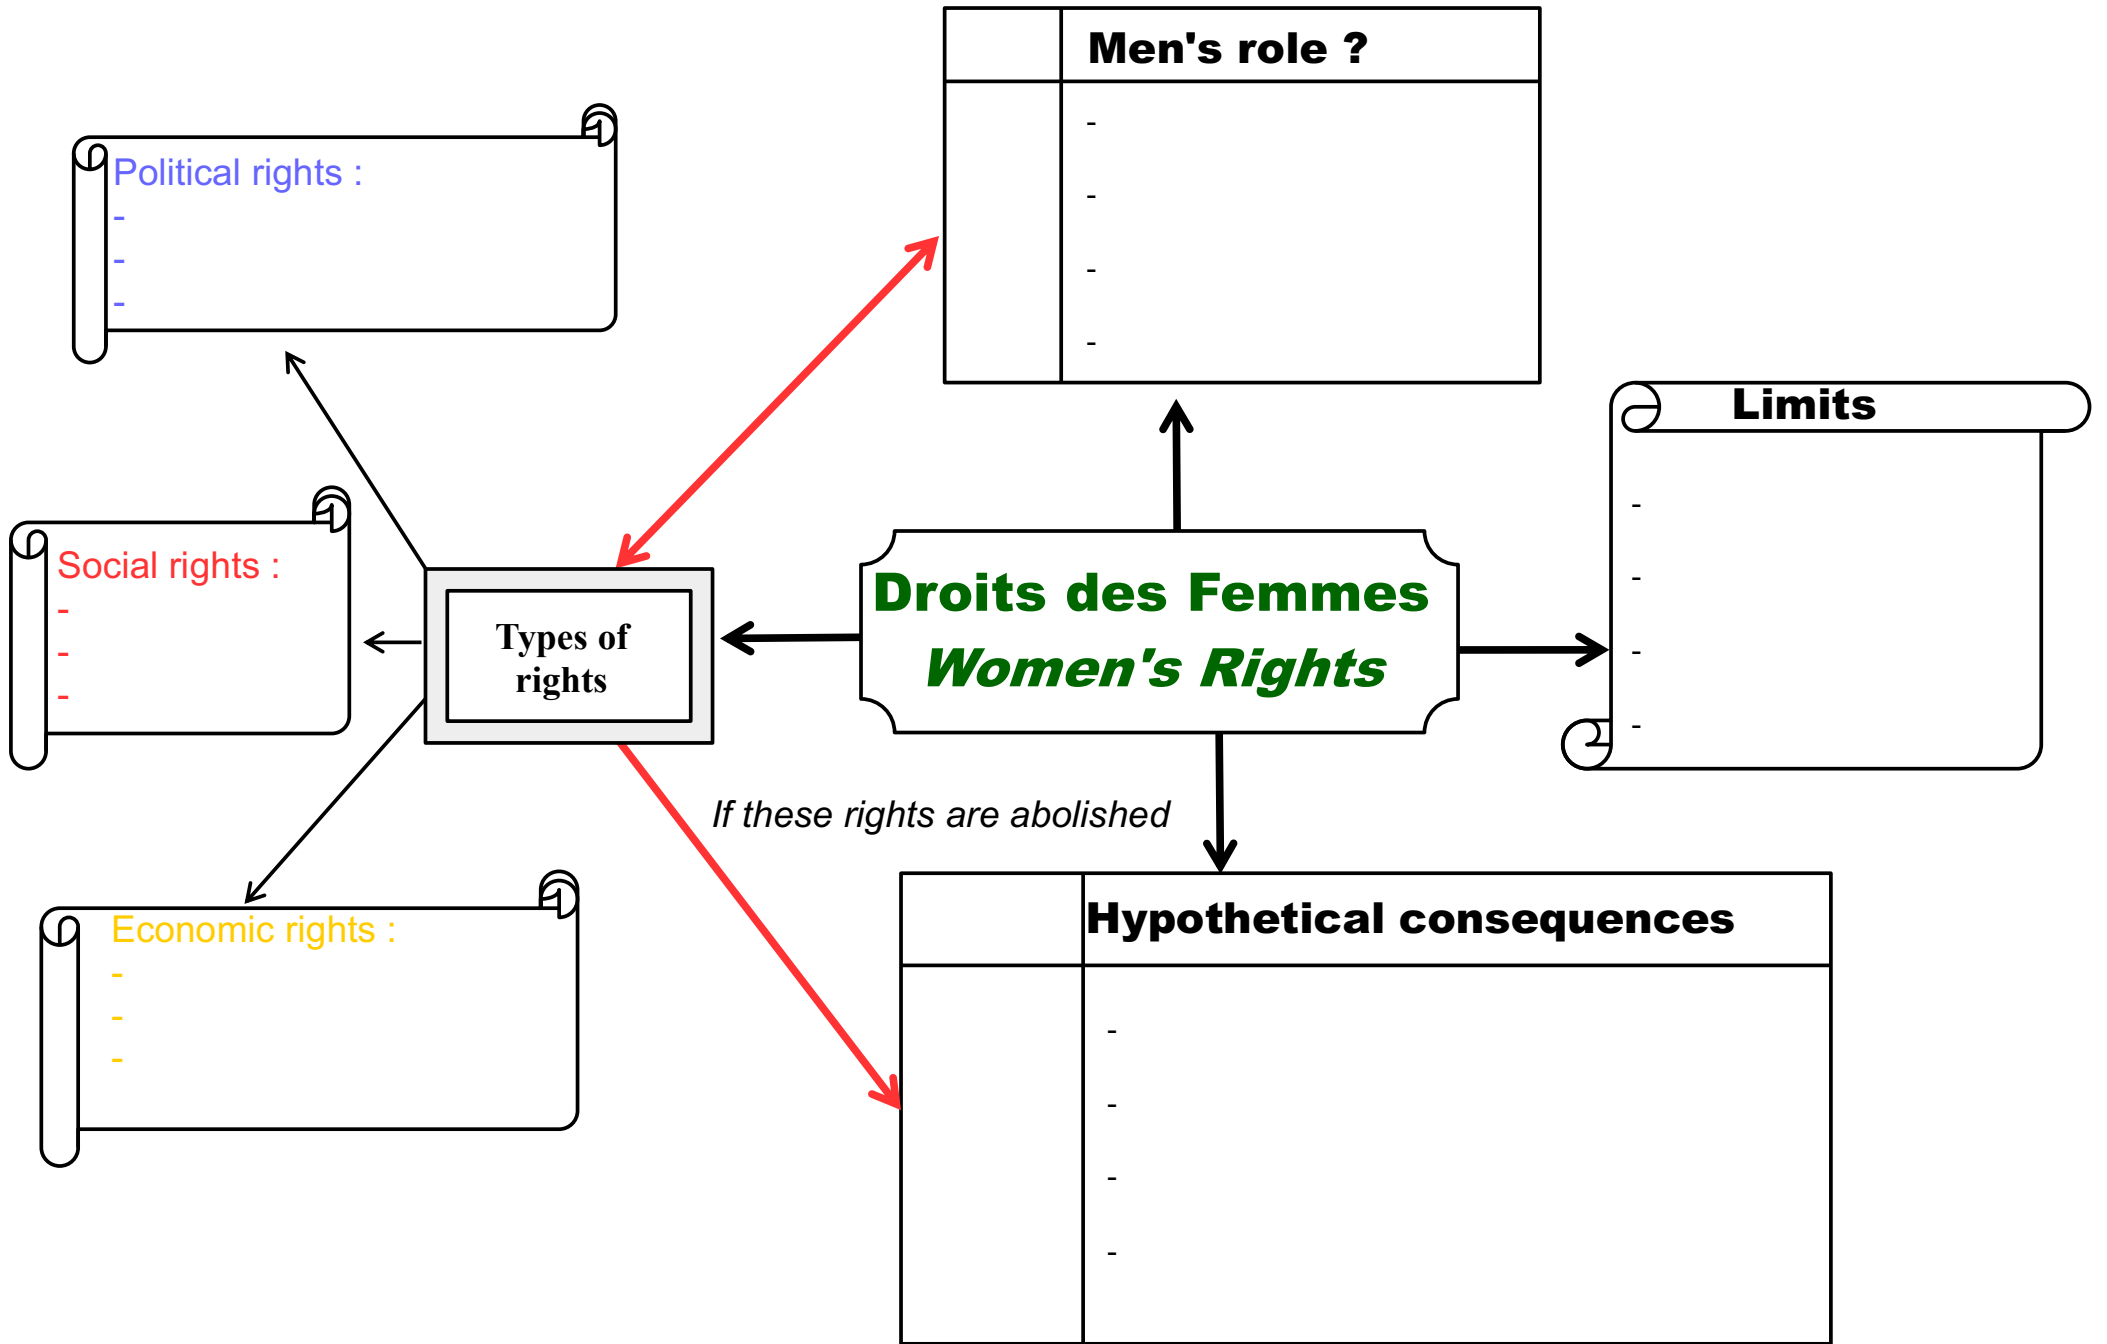 Men's role ?
-
-
-
-
Political rights :
-
-
-
Limits
-
-
-
-
Social rights :
-
-
-
Types of
rights
Droits des Femmes
Women's Rights
If these rights are abolished
Economic rights :
-
-
-
Hypothetical consequences
-
-
-
-